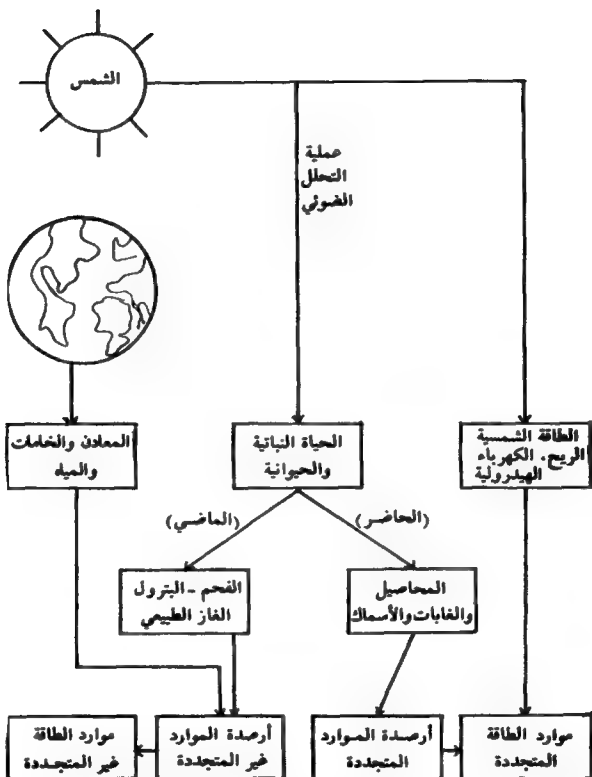 الشمس
عملية
التحلل
الضوئي
الطاقة الشمسية
الريح. الكهرباء
الهيدرولية
الحياة النباتية
والحيوانية
المعادن والخامات
والمياه
(الحاضر)
(الماضي)
المحاصيل
والغابات والأسماك
الفحم - البترول
الغاز الطبيعي
موارد الطاقة
المتجددة
أرصدة الموارد
المتجددة
أرصدة الموارد
غير المتجددة
موارد الطاقة
غير المتجددة